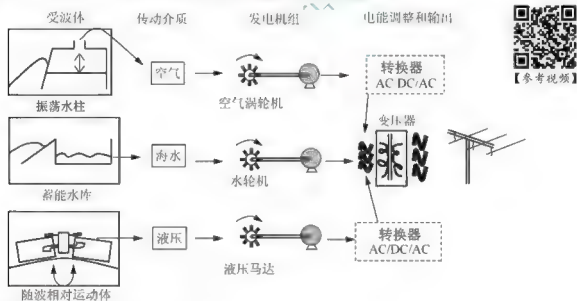 受波体 传动介质 发电机组 电能调整和输出
空气
转换器
AC DC/AC
【参考视频】
振荡水柱
空气涡轮机
变压器
海水
蓄能水库
水轮机
液压
转换器
AC/DC/AC
液压马达
随波相对运动体